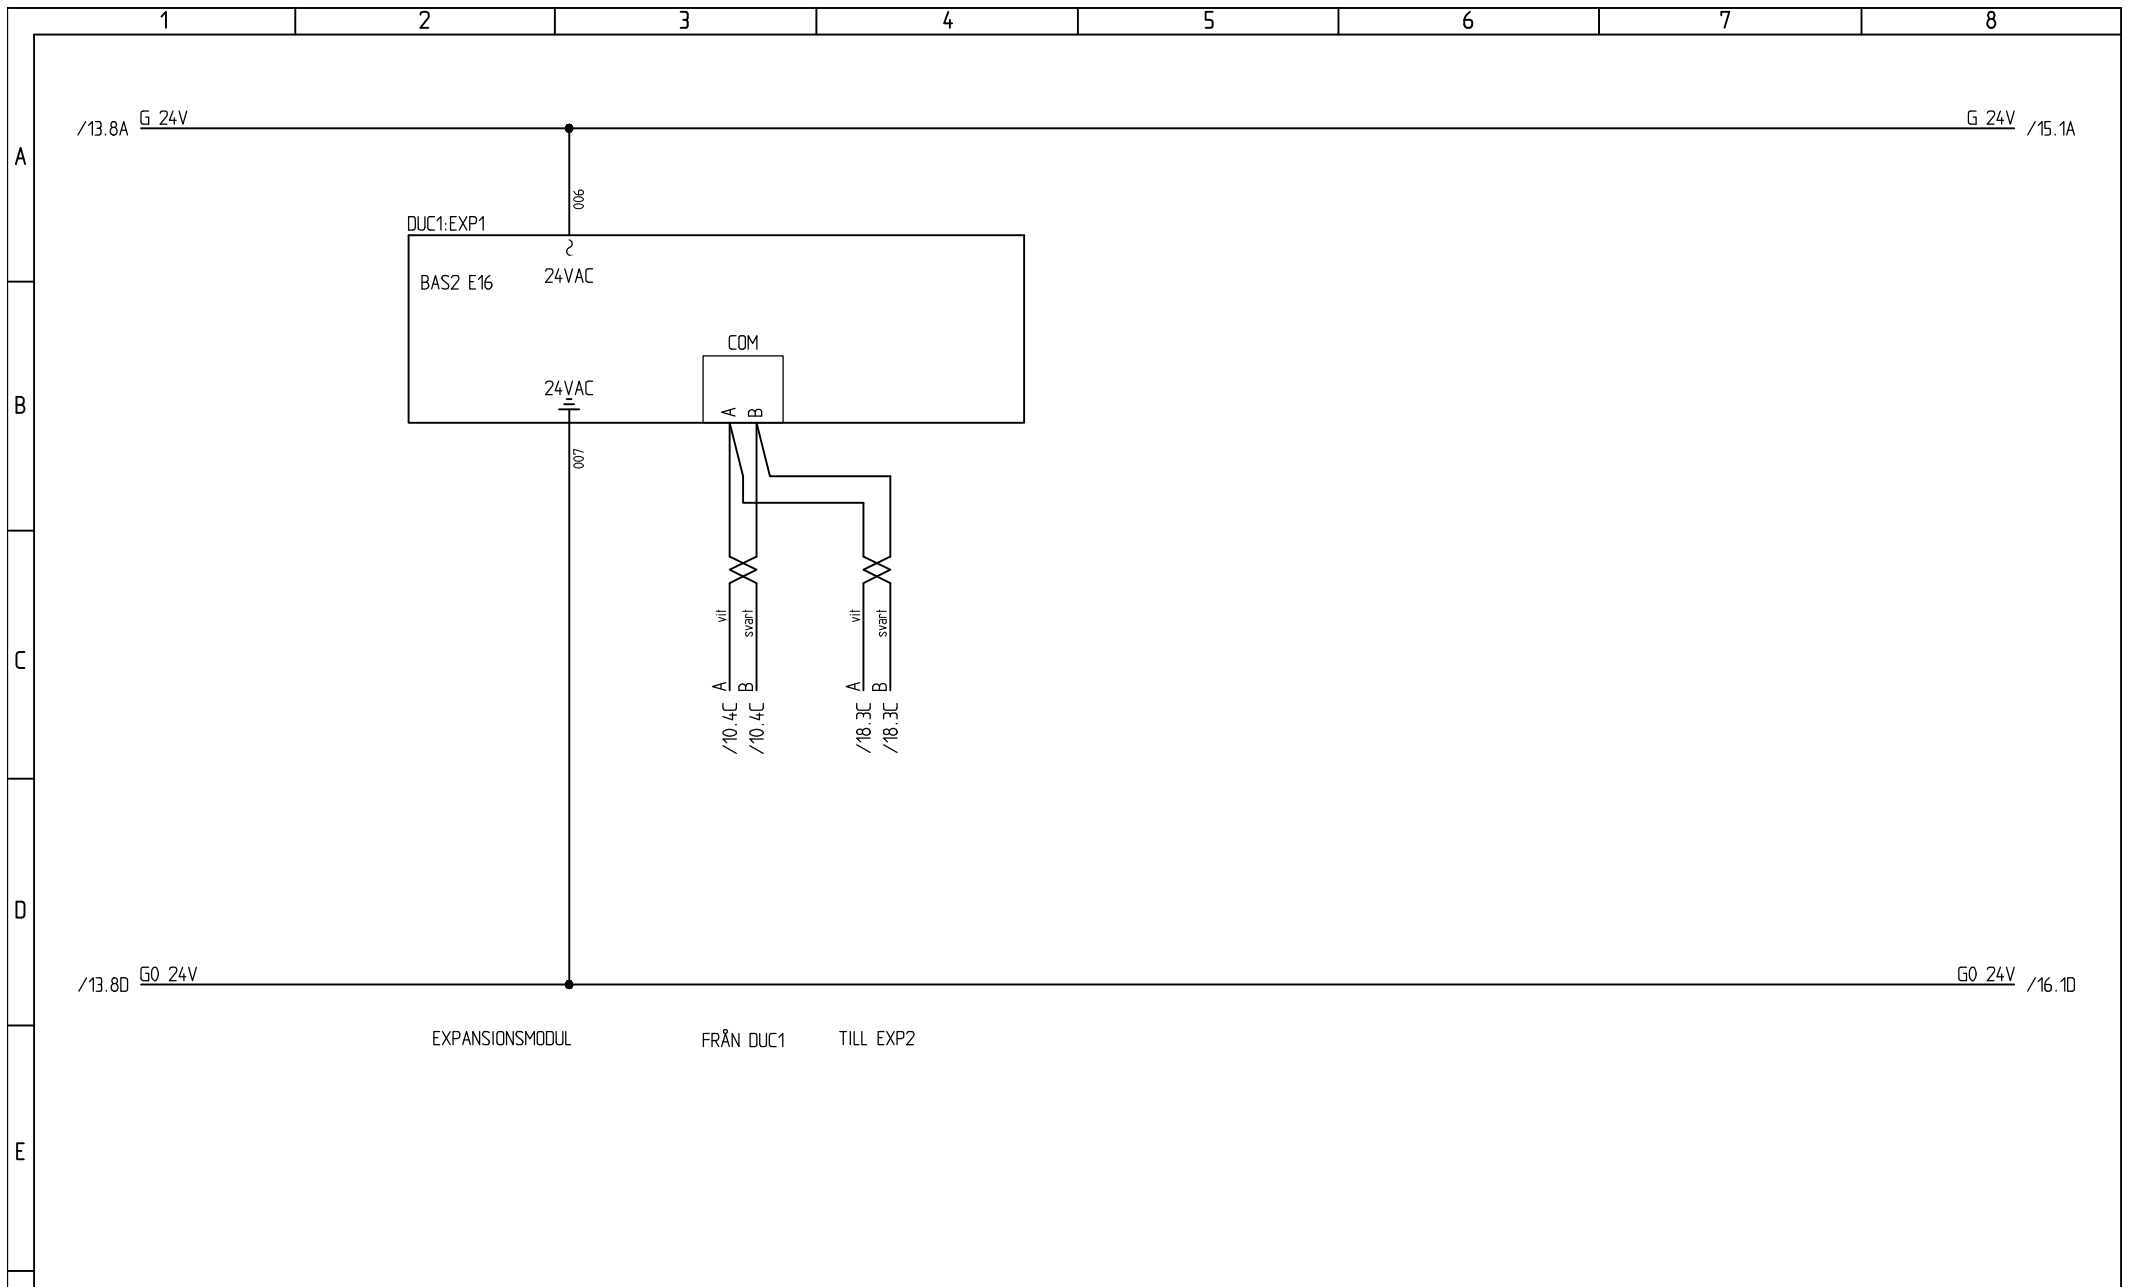 1 2 3 4 5 6 7 8
G 24V G 24V
/13.8A /15.1A
A
006
DUC1:EXP1
24VAC
BAS2 E16
COM
24VAC
B
A B
007
vit svart vit svart
C
A B A B
/10.4C /10.4C /18.3C /18.3C
D
G0 24V G0 24V
/13.8D /16.1D
EXPANSIONSMODUL FRÅN DUC1 TILL EXP2
E